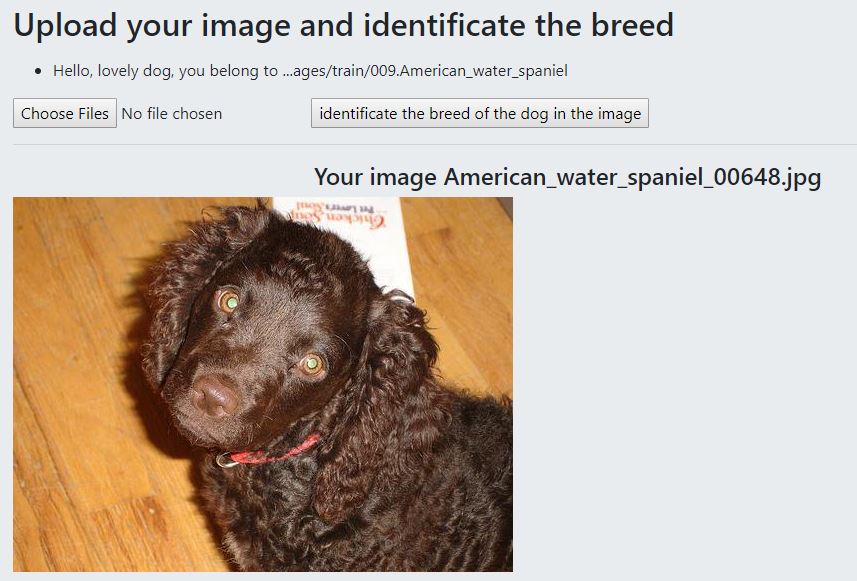 Upload your image and identificate the breed
Hello, lovely dog, you belong to ...ages/train/009.American_water_spaniel
Choose Files No file chosen identificate the breed of the dog in the image
Your image American_water_spaniel_00648.jpg
Chicken Soup
Pet Lover's
Soul